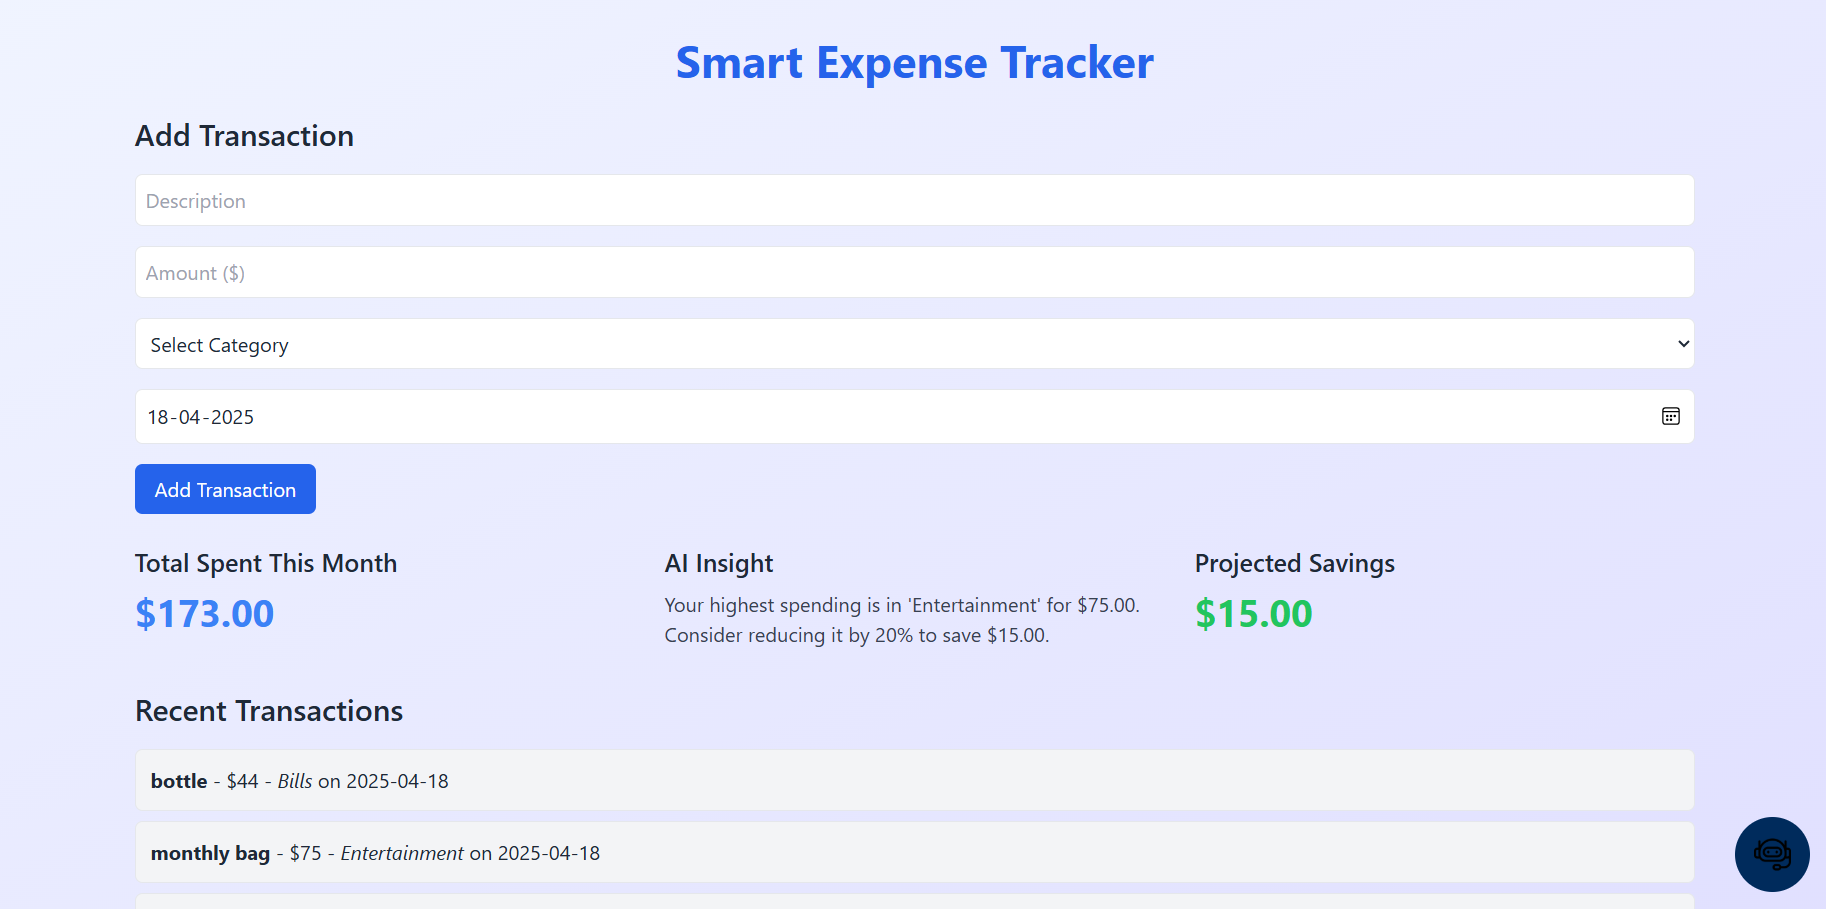 Smart Expense Tracker
Add Transaction
Description
Amount ($)
Select Category
18-04-2025
Add Transaction
Total Spent This Month
$173.00
AI Insight
Your highest spending is in 'Entertainment' for $75.00.
Consider reducing it by 20% to save $15.00.
Projected Savings
$15.00
Recent Transactions
bottle - $44 - Bills on 2025-04-18
monthly bag - $75 - Entertainment on 2025-04-18